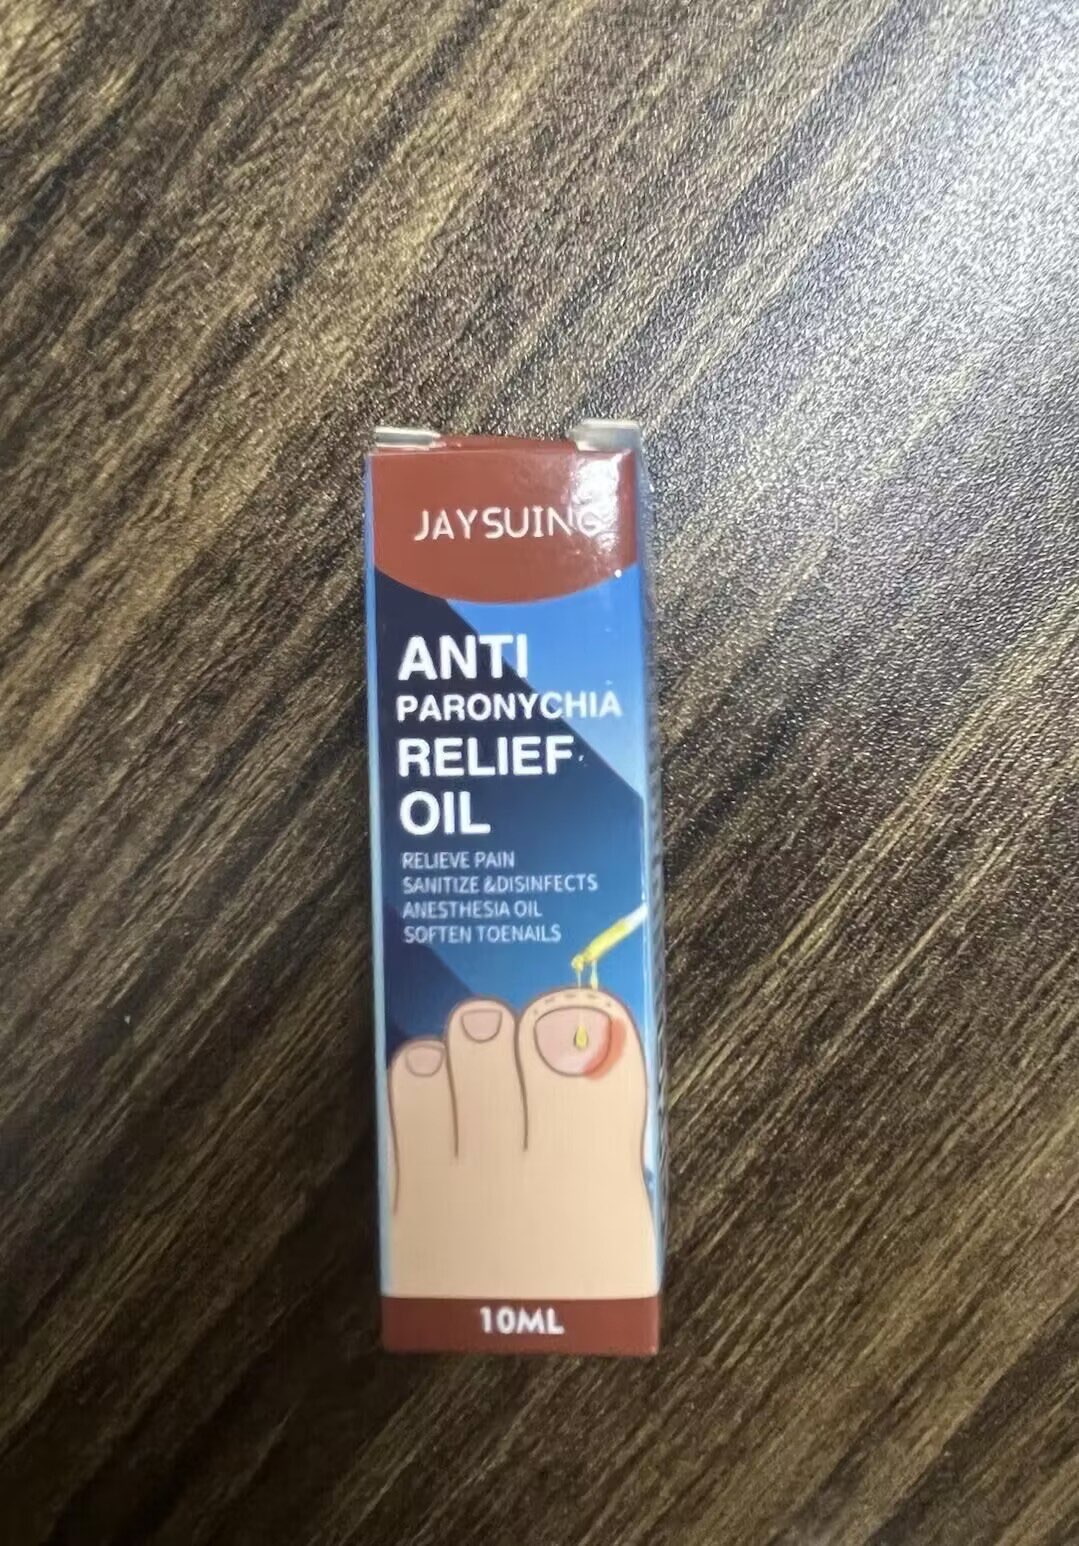 JAYSUING
ANTI
PARONYCHIA
RELIEF
OIL
RELIEVE PAIN
SANITIZE &DISINFECTS
ANESTHESIA OIL
SOFTEN TOENAILS
10ML